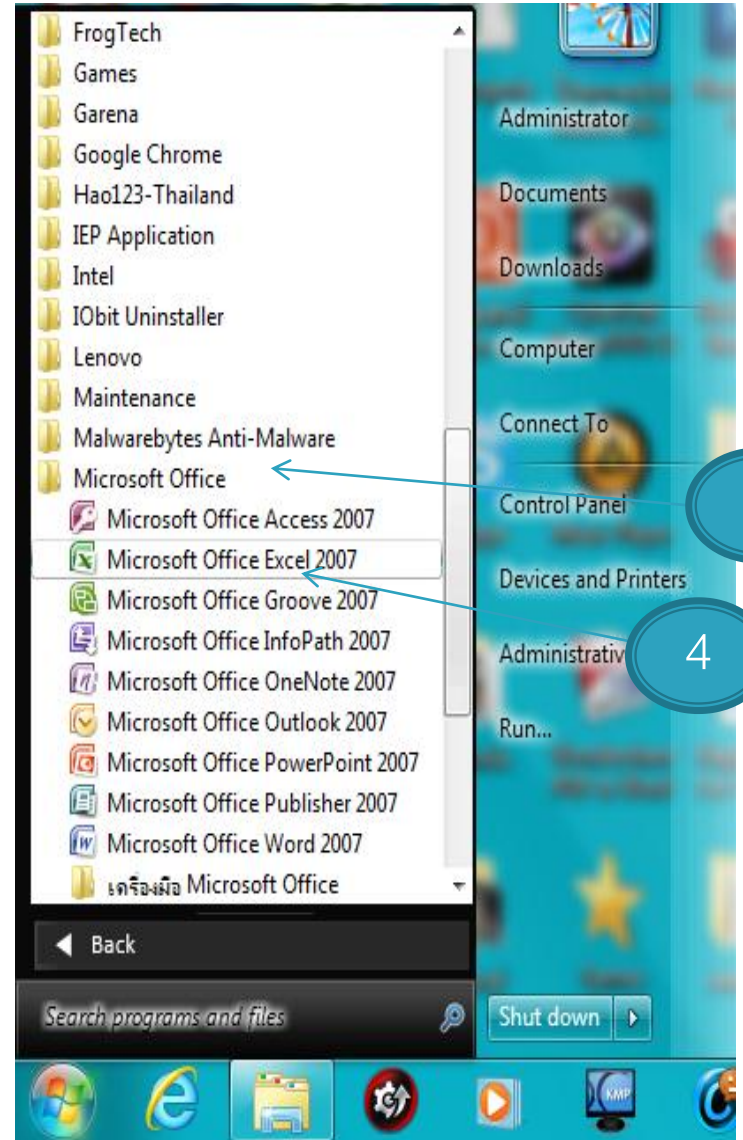 FrogTech
Games
Garena
Google Chrome
Hao123-Thailand
IEP Application
Intel
IObit Uninstaller
Lenovo
Maintenance
Malwarebytes Anti-Malware
Microsoft Office
Microsoft Office Access 2007
Microsoft Office Excel 2007
Microsoft Office Groove 2007
Microsoft Office InfoPath 2007
Microsoft Office OneNote 2007
Microsoft Office Outlook 2007
Microsoft Office PowerPoint 2007
Microsoft Office Publisher 2007
Microsoft Office Word 2007
เครื่องมือ Microsoft Office
Back
Search programs and files
Administrator
Documents
Downloads
Computer
Connect To
Control Panel
Devices and Printers
Administrativ
4
Run...
Shut down
KMP